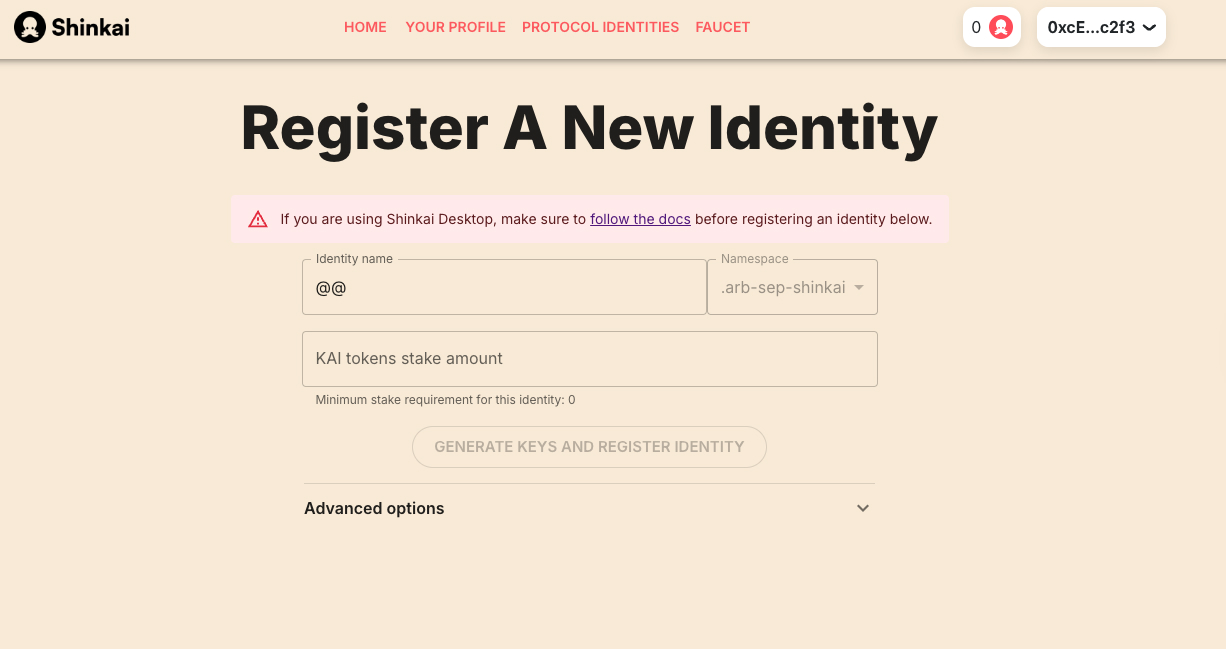 Shinkai
HOME YOUR PROFILE PROTOCOL IDENTITIES FAUCET
0
0xcE...c2f3
Register A New Identity
If you are using Shinkai Desktop, make sure to follow the docs before registering an identity below.
Identity name
@@
Namespace
.arb-sep-shinkai
KAI tokens stake amount
Minimum stake requirement for this identity: 0
GENERATE KEYS AND REGISTER IDENTITY
Advanced options